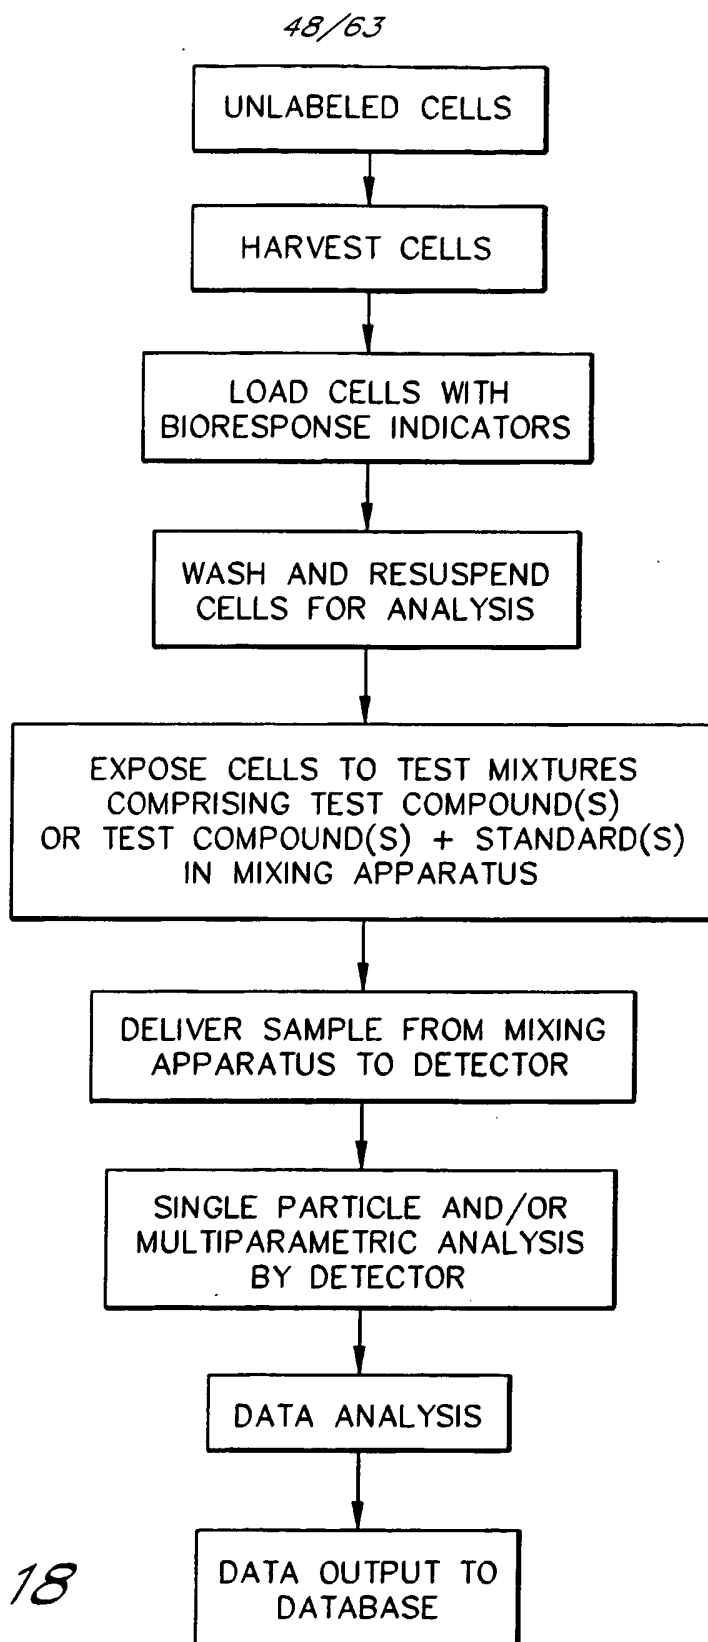 48/63
UNLABELED CELLS
HARVEST CELLS
LOAD CELLS WITH
BIORESPONSE INDICATORS
WASH AND RESUSPEND
CELLS FOR ANALYSIS
EXPOSE CELLS TO TEST MIXTURES
COMPRISING TEST COMPOUND(S)
OR TEST COMPOUND(S) + STANDARD(S)
IN MIXING APPARATUS
DELIVER SAMPLE FROM MIXING
APPARATUS TO DETECTOR
SINGLE PARTICLE AND/OR
MULTIPARAMETRIC ANALYSIS
BY DETECTOR
DATA ANALYSIS
18
DATA OUTPUT TO
DATABASE